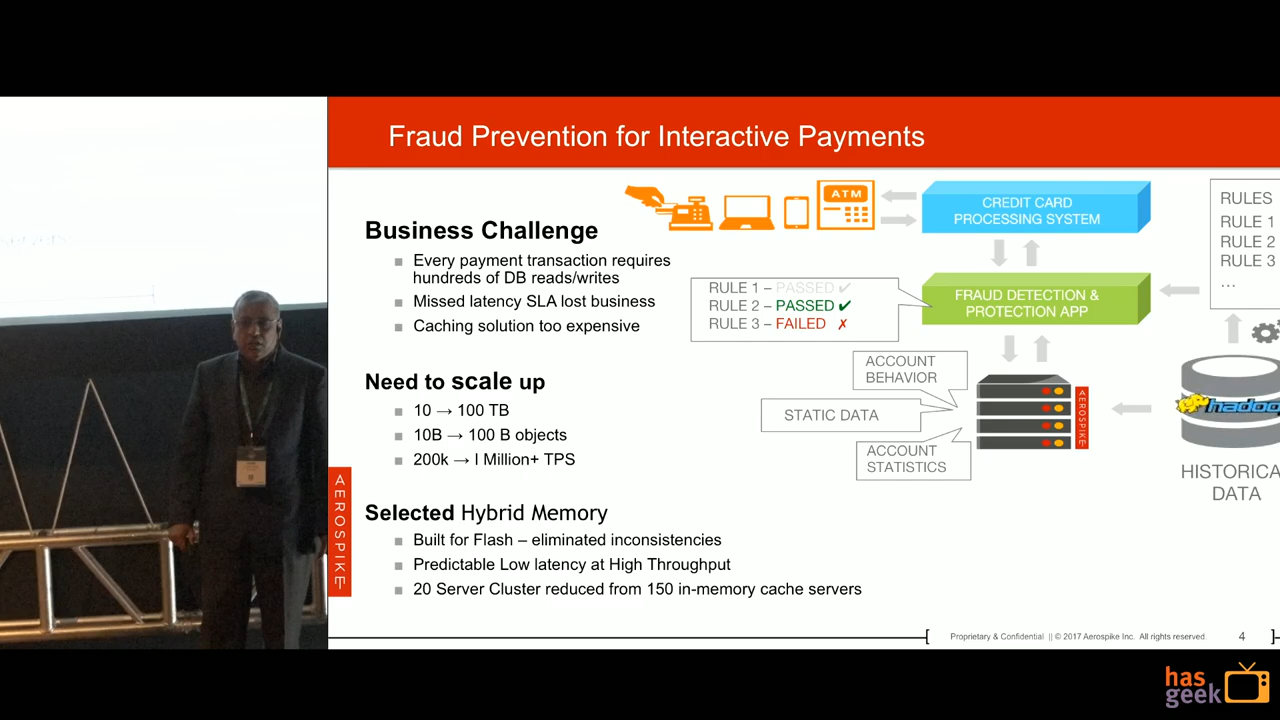 Fraud Prevention for Interactive Payments
Business Challenge
Every payment transaction requires
hundreds of DB reads/writes
Missed latency SLA lost business
Caching solution too expensive
Need to scale up
10 → 100 TB
10B → 100 B objects
200k → I Million+ TPS
Selected Hybrid Memory
Built for Flash – eliminated inconsistencies
Predictable Low latency at High Throughput
20 Server Cluster reduced from 150 in-memory cache servers
ATM
CREDIT CARD
PROCESSING SYSTEM
RULE 1 – PASSED ✔
RULE 2 – PASSED ✔
RULE 3 – FAILED ✗
FRAUD DETECTION &
PROTECTION APP
RULES
RULE 1
RULE 2
RULE 3
...
ACCOUNT
BEHAVIOR
STATIC DATA
ACCOUNT
STATISTICS
AEROSPIKE
hadoo
HISTORICA
DATA
AEROSPIKE
Proprietary & Confidential || © 2017 Aerospike Inc. All rights reserved.
4
has
geek